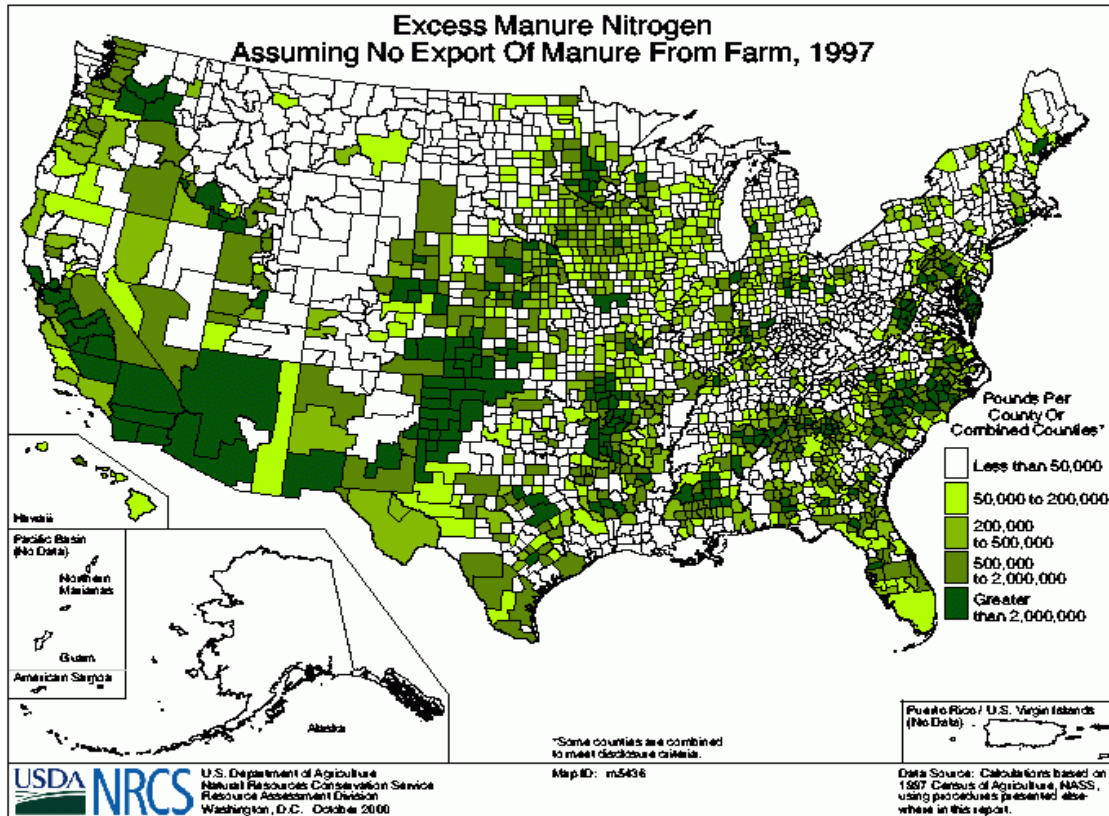 Excess Manure Nitrogen
Assuming No Export Of Manure From Farm, 1997
Pounds Per
County Or
Combined Counties*
Less than 50,000
50,000 to 200,000
200,000
to 500,000
500,000
to 2,000,000
Greater
than 2,000,000
Hawaii
Pacific Basin
(No Data)
Northern
Marianas
Guam
American Samoa
Alaska
Puerto Rico / U.S. Virgin Islands
(No Data)
*Some counties are combined
to meet disclosure criteria.
USDA NRCS
U.S. Department of Agriculture
Natural Resources Conservation Service
Resource Assessment Division
Washington, D.C. October 2000
Map ID: m5436
Data Source: Calculations based on
1997 Census of Agriculture, NASS,
using procedures presented else-
where in this report.